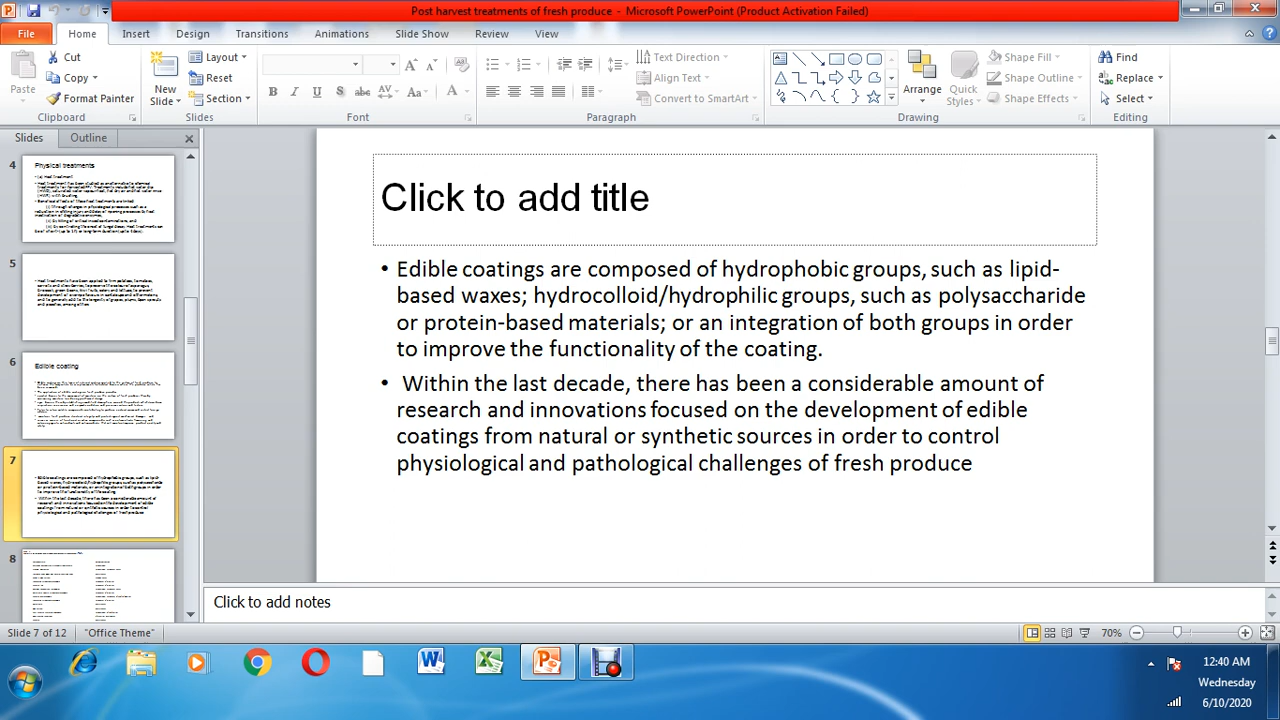 Post harvest treatments of fresh produce - Microsoft PowerPoint (Product Activation Failed)
File Home Insert Design Transitions Animations Slide Show Review View
Paste Cut Copy Format Painter
Clipboard
New Slide Layout Reset Section
Slides
B I U S abc AV Aa A
Font
Text Direction
Align Text
Convert to SmartArt
Paragraph
Arrange Quick Styles Shape Fill Shape Outline Shape Effects
Drawing
Find
Replace
Select
Editing
Slides Outline
4
Physical treatments
5
6
Edible coating
7
8
Click to add title
• Edible coatings are composed of hydrophobic groups, such as lipid-
based waxes; hydrocolloid/hydrophilic groups, such as polysaccharide
or protein-based materials; or an integration of both groups in order
to improve the functionality of the coating.
• Within the last decade, there has been a considerable amount of
research and innovations focused on the development of edible
coatings from natural or synthetic sources in order to control
physiological and pathological challenges of fresh produce
Click to add notes
Slide 7 of 12 "Office Theme" 70%
12:40 AM
Wednesday
6/10/2020